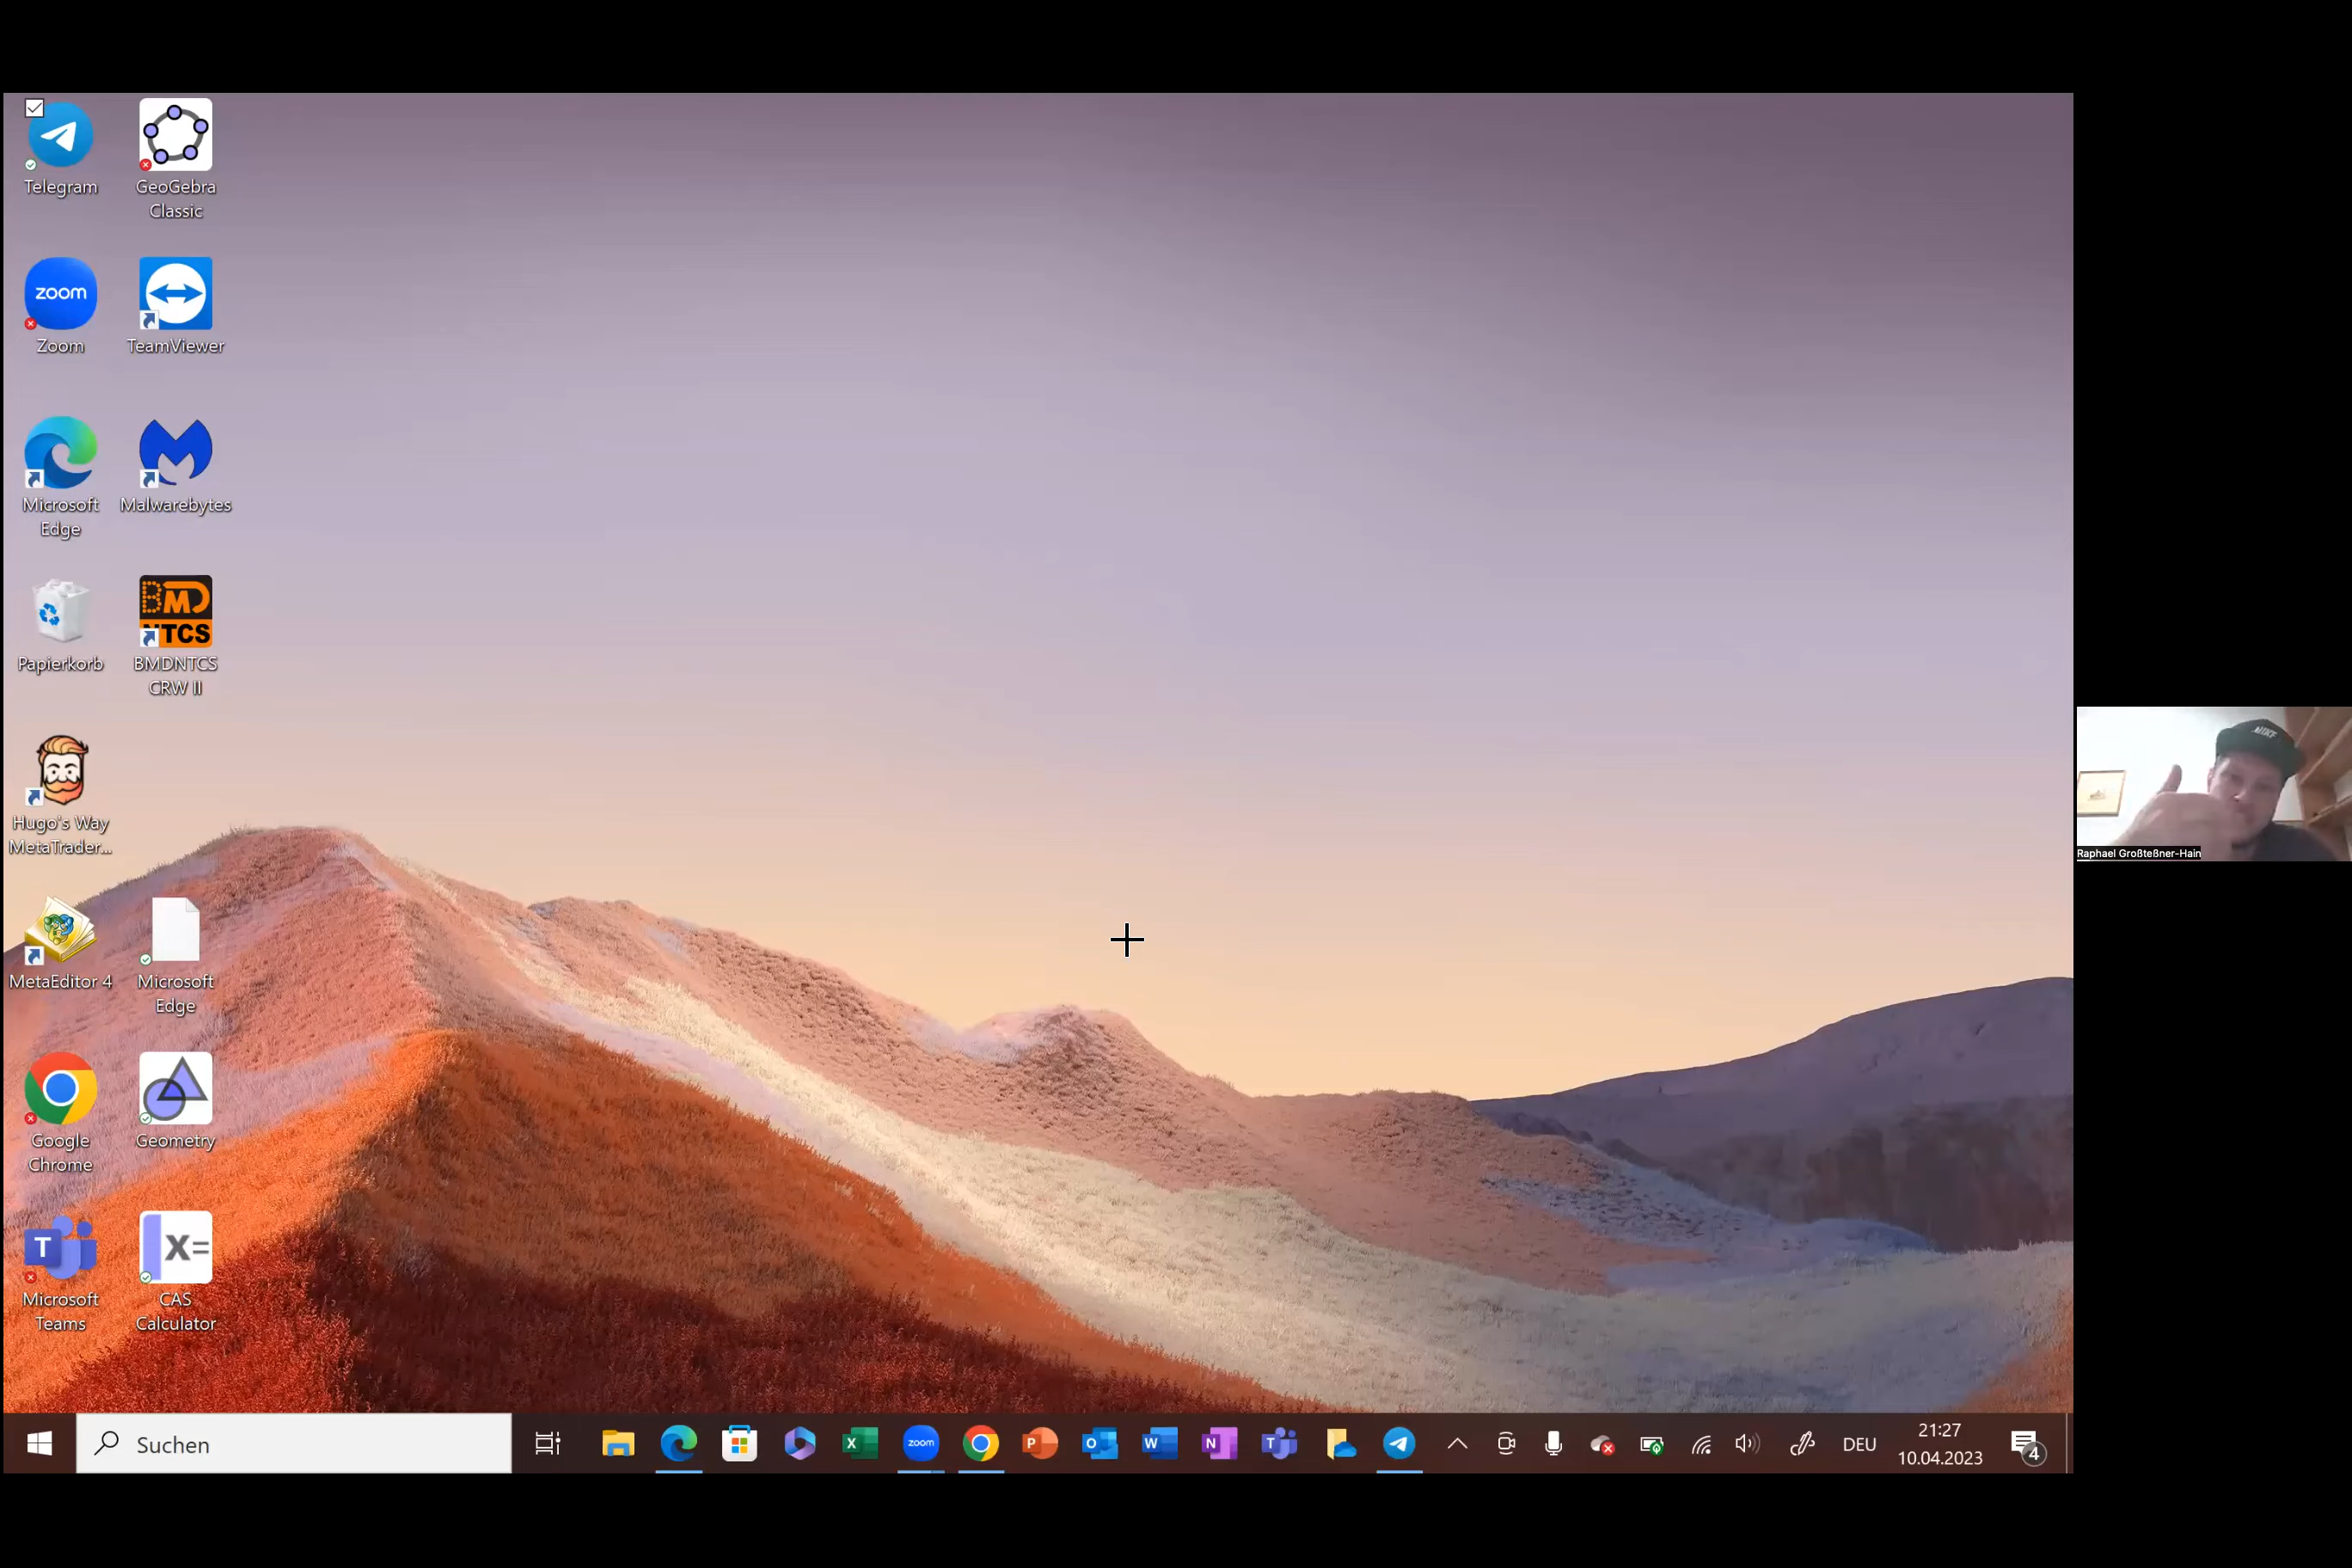 Telegram
GeoGebra
Classic
zoom
Zoom
TeamViewer
Microsoft
Edge
Malwarebytes
Papierkorb
BMD
NTCS
BMDNTCS
CRW II
Hugo's Way
MetaTrader...
MetaEditor 4
Microsoft
Edge
Google
Chrome
Geometry
T
Microsoft
Teams
X=
CAS
Calculator
Raphael Großteßner-Hain
Suchen
X
zoom
P
O
W
N
T
DEU
21:27
10.04.2023
4